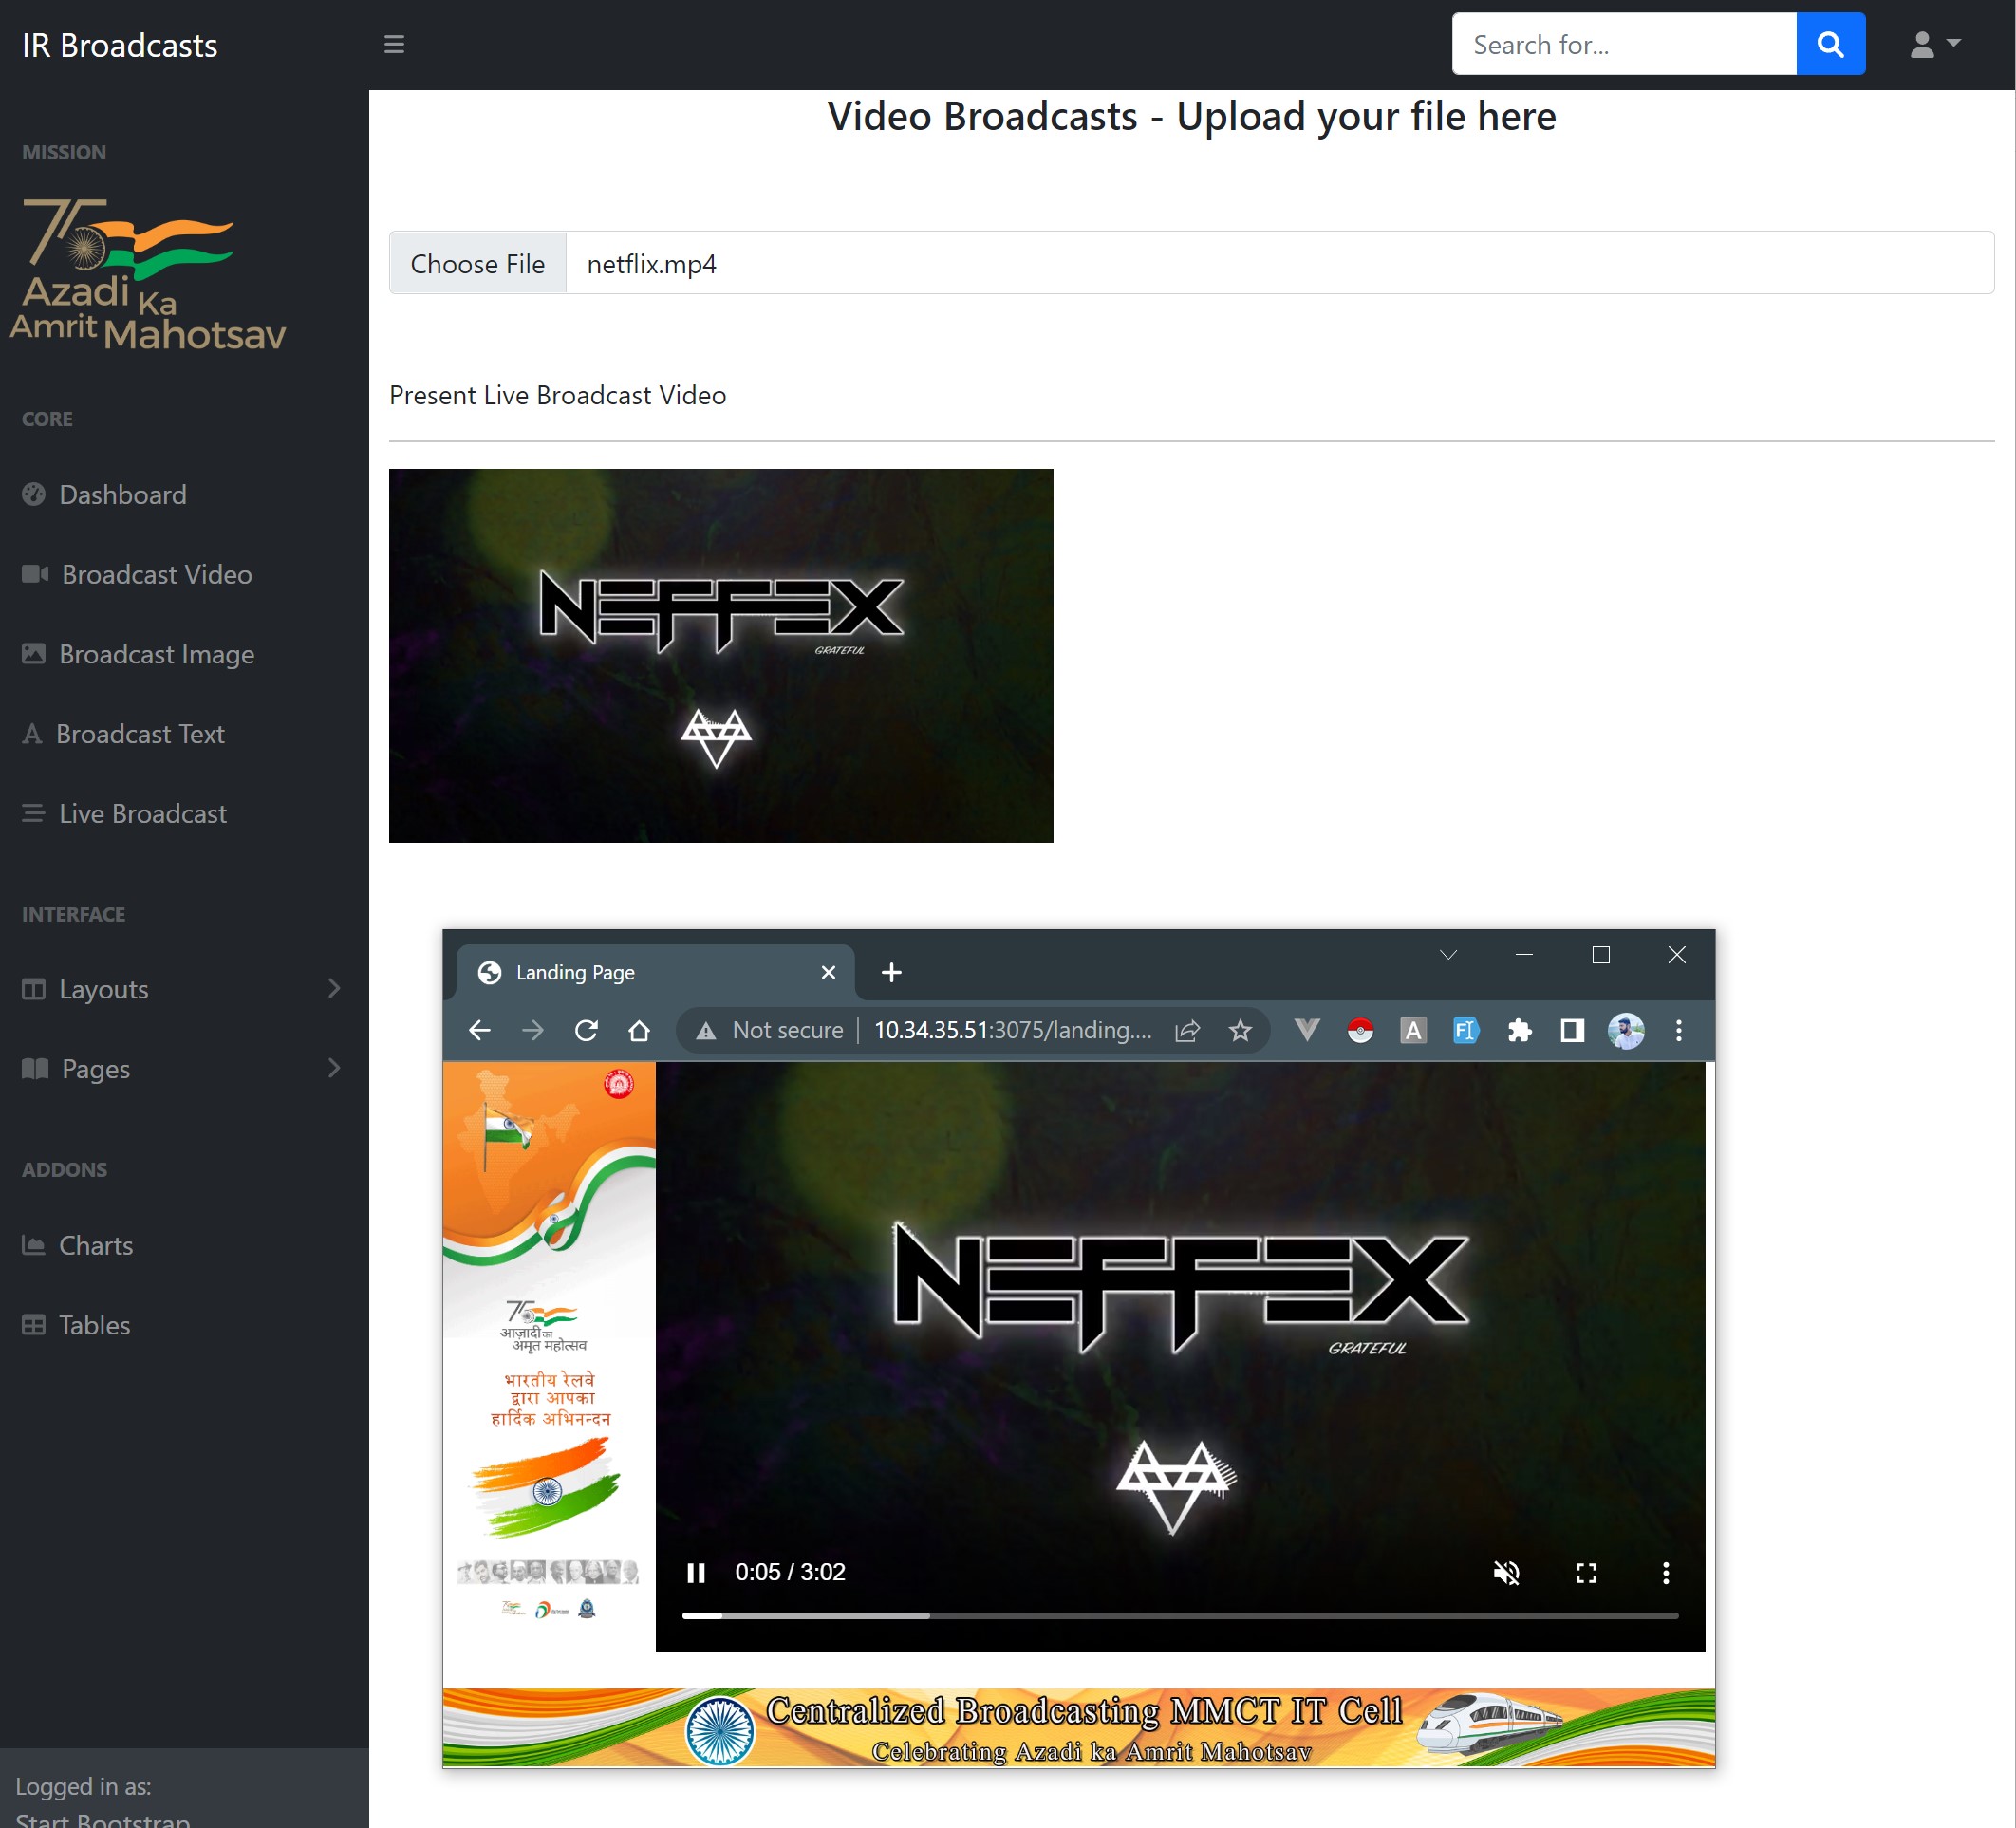 IR Broadcasts
Search for...
Video Broadcasts - Upload your file here
MISSION
75
Azadi Ka
Amrit Mahotsav
Choose File netflix.mp4
Present Live Broadcast Video
CORE
Dashboard
Broadcast Video
Broadcast Image
Broadcast Text
Live Broadcast
INTERFACE
Layouts
Pages
ADDONS
Charts
Tables
Logged in as:
Start Bootstrap
NEFFEX
GRATEFUL
Landing Page
Not secure 10.34.35.51:3075/landing....
75
आज़ादी का
अमृत महोत्सव
भारतीय रेलवे
द्वारा आपका
हार्दिक अभिनन्दन
NEFFEX
GRATEFUL
0:05 / 3:02
Centralized Broadcasting MMCT IT Cell
Celebrating Azadi ka Amrit Mahotsav